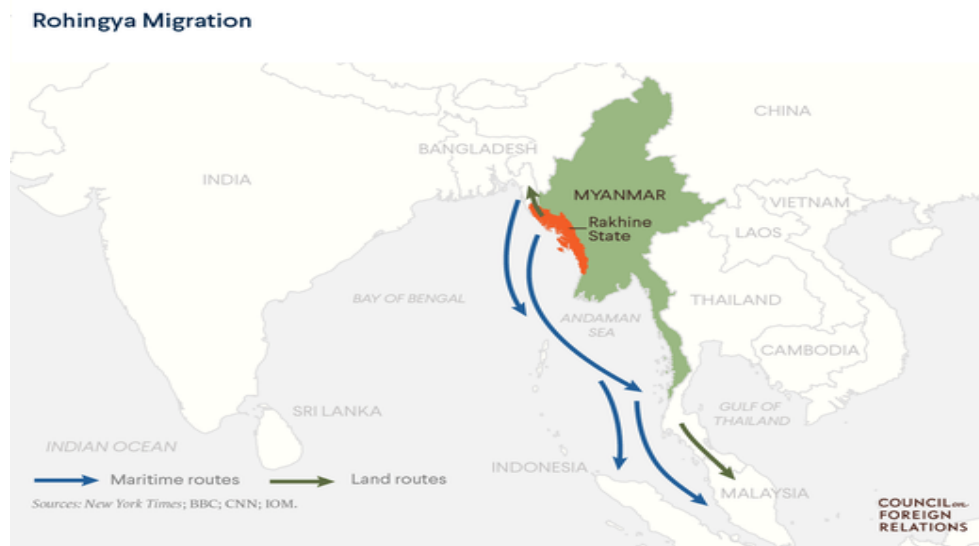 Rohingya Migration
CHINA
BANGLADESH
INDIA
MYANMAR
VIETNAM
Rakhine
State
LAOS
BAY OF BENGAL
THAILAND
ANDAMAN
SEA
CAMBODIA
SRI LANKA
GULF OF
THAILAND
INDIAN OCEAN
INDONESIA
Maritime routes
Land routes
MALAYSIA
Sources: New York Times; BBC; CNN; IOM.
COUNCIL on
FOREIGN
RELATIONS